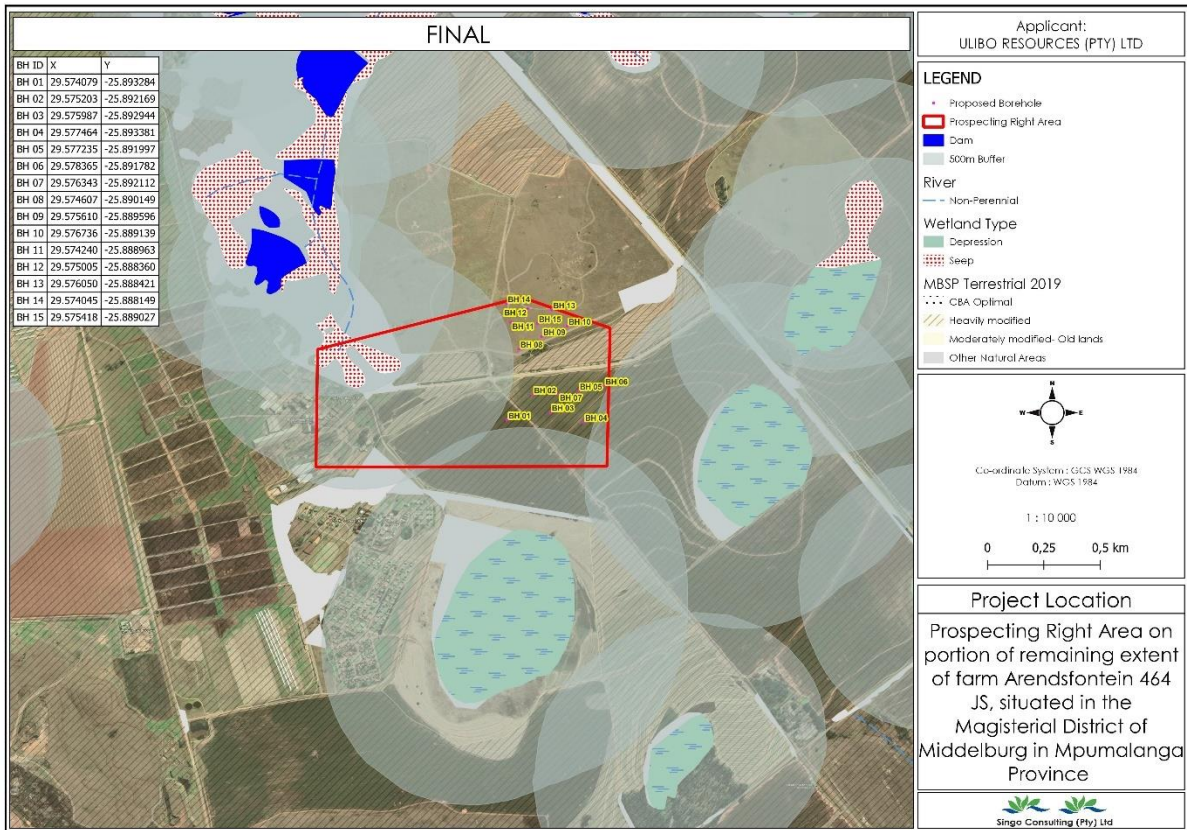 FINAL
BH ID X Y
BH 01 29.574079 -25.893284
BH 02 29.575203 -25.892169
BH 03 29.575987 -25.892944
BH 04 29.577464 -25.893381
BH 05 29.577235 -25.891997
BH 06 29.578365 -25.891782
BH 07 29.576343 -25.892112
BH 08 29.574607 -25.890149
BH 09 29.575610 -25.889596
BH 10 29.576736 -25.889139
BH 11 29.574240 -25.888963
BH 12 29.575005 -25.888360
BH 13 29.576050 -25.888421
BH 14 29.574045 -25.888149
BH 15 29.575418 -25.889027
BH 14
BH 13
BH 12
BH 15
BH 10
BH 11
BH 09
BH 08
BH 06
BH 05
BH 02
BH 07
BH 03
BH 01
BH 04
Applicant:
ULIBO RESOURCES (PTY) LTD
LEGEND
Proposed Borehole
Prospecting Right Area
Dam
500m Buffer
River
Non-Perennial
Wetland Type
Depression
Seep
MBSP Terrestrial 2019
CBA Optimal
Heavily modified
Moderately modified- Old lands
Other Natural Areas
N
W
E
S
Co-ordinate System : GCS WGS 1984
Datum : WGS 1984
1 : 10 000
0 0,25 0,5 km
Project Location
Prospecting Right Area on
portion of remaining extent
of farm Arendsfontein 464
JS, situated in the
Magisterial District of
Middelburg in Mpumalanga
Province
Singo Consulting (Pty) Ltd